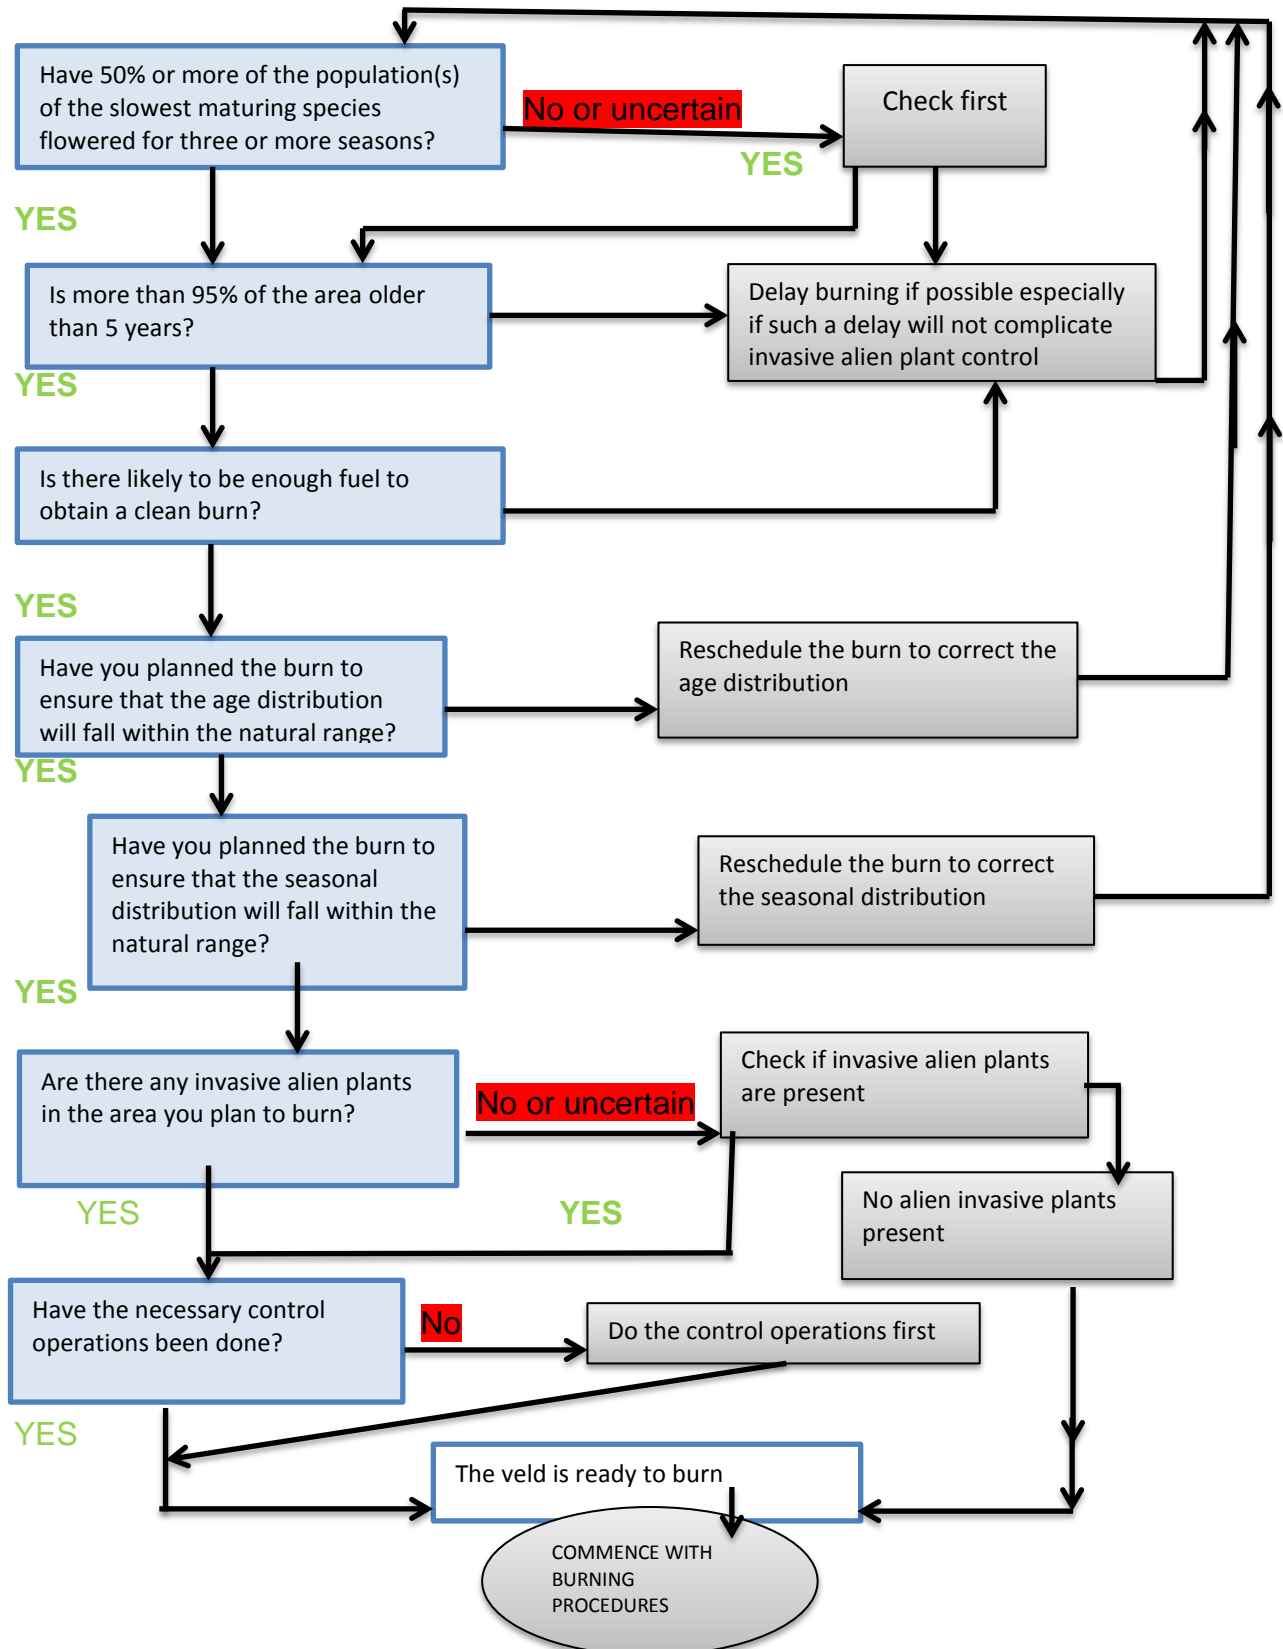 Have 50% or more of the population(s)
of the slowest maturing species
flowered for three or more seasons?
No or uncertain
Check first
YES
YES
Is more than 95% of the area older
than 5 years?
Delay burning if possible especially
if such a delay will not complicate
invasive alien plant control
YES
Is there likely to be enough fuel to
obtain a clean burn?
YES
Have you planned the burn to
ensure that the age distribution
will fall within the natural range?
Reschedule the burn to correct the
age distribution
YES
Have you planned the burn to
ensure that the seasonal
distribution will fall within the
natural range?
Reschedule the burn to correct
the seasonal distribution
YES
Are there any invasive alien plants
in the area you plan to burn?
No or uncertain
Check if invasive alien plants
are present
YES
YES
No alien invasive plants
present
Have the necessary control
operations been done?
No
Do the control operations first
YES
The veld is ready to burn
COMMENCE WITH
BURNING
PROCEDURES